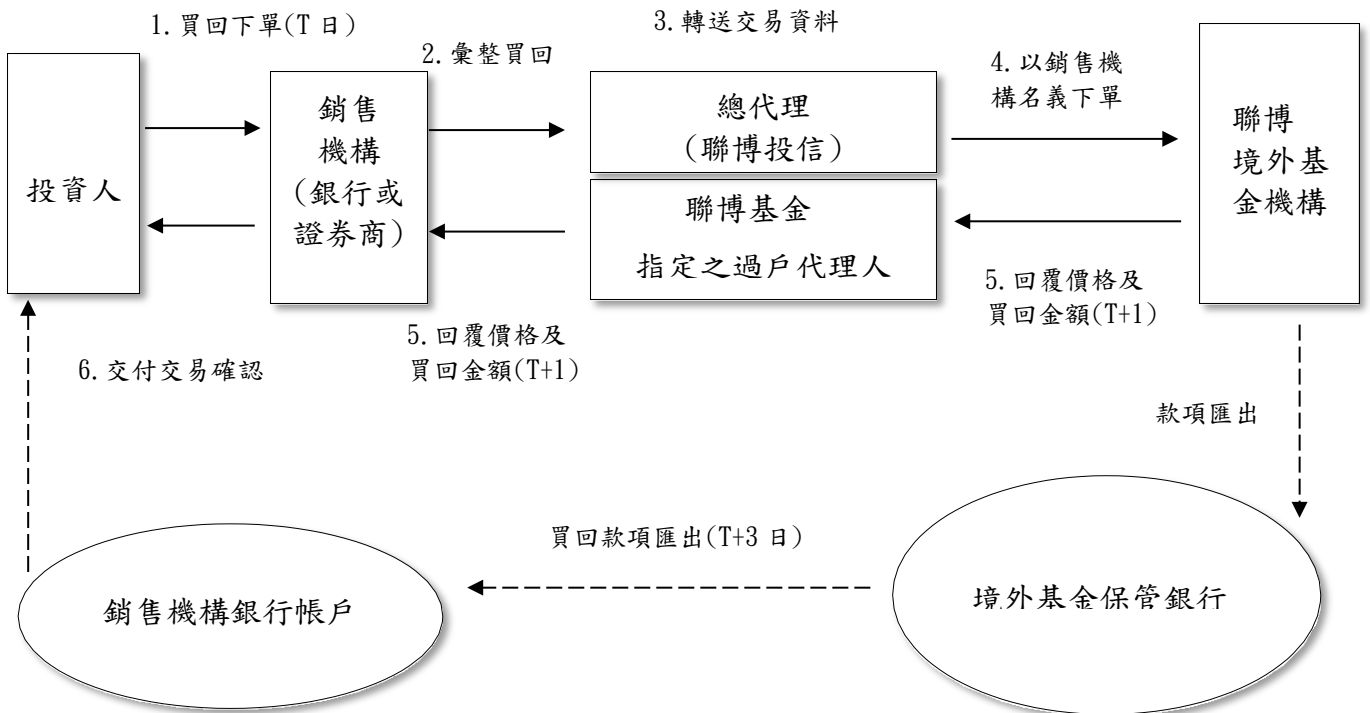 1.買回下單(T 日)
2.彙整買回
3.轉送交易資料
4.以銷售機
構名義下單
投資人
銷售
機構
(銀行或
證券商)
總代理
(聯博投信)
聯博基金
指定之過戶代理人
聯博
境外基
金機構
5.回覆價格及
買回金額(T+1)
5.回覆價格及
買回金額(T+1)
6.交付交易確認
款項匯出
買回款項匯出(T+3 日)
銷售機構銀行帳戶
境外基金保管銀行